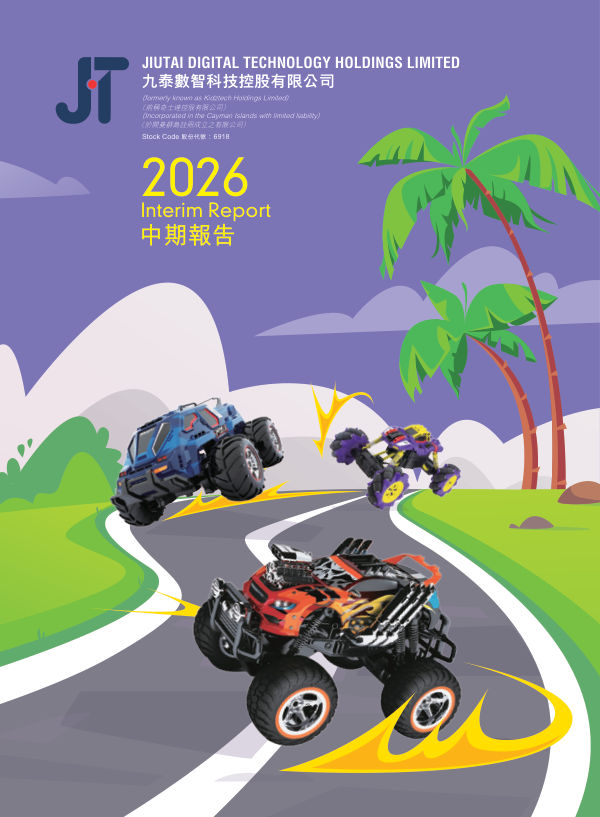 JT
JIUTAI DIGITAL TECHNOLOGY HOLDINGS LIMITED
九泰數智科技控股有限公司
(formerly known as Kidztech Holdings Limited)
(前稱奇士達控股有限公司)
(Incorporated in the Cayman Islands with limited liability)
(於開曼群島註冊成立之有限公司)
Stock Code 股份代號：6918
2026
Interim Report
中期報告